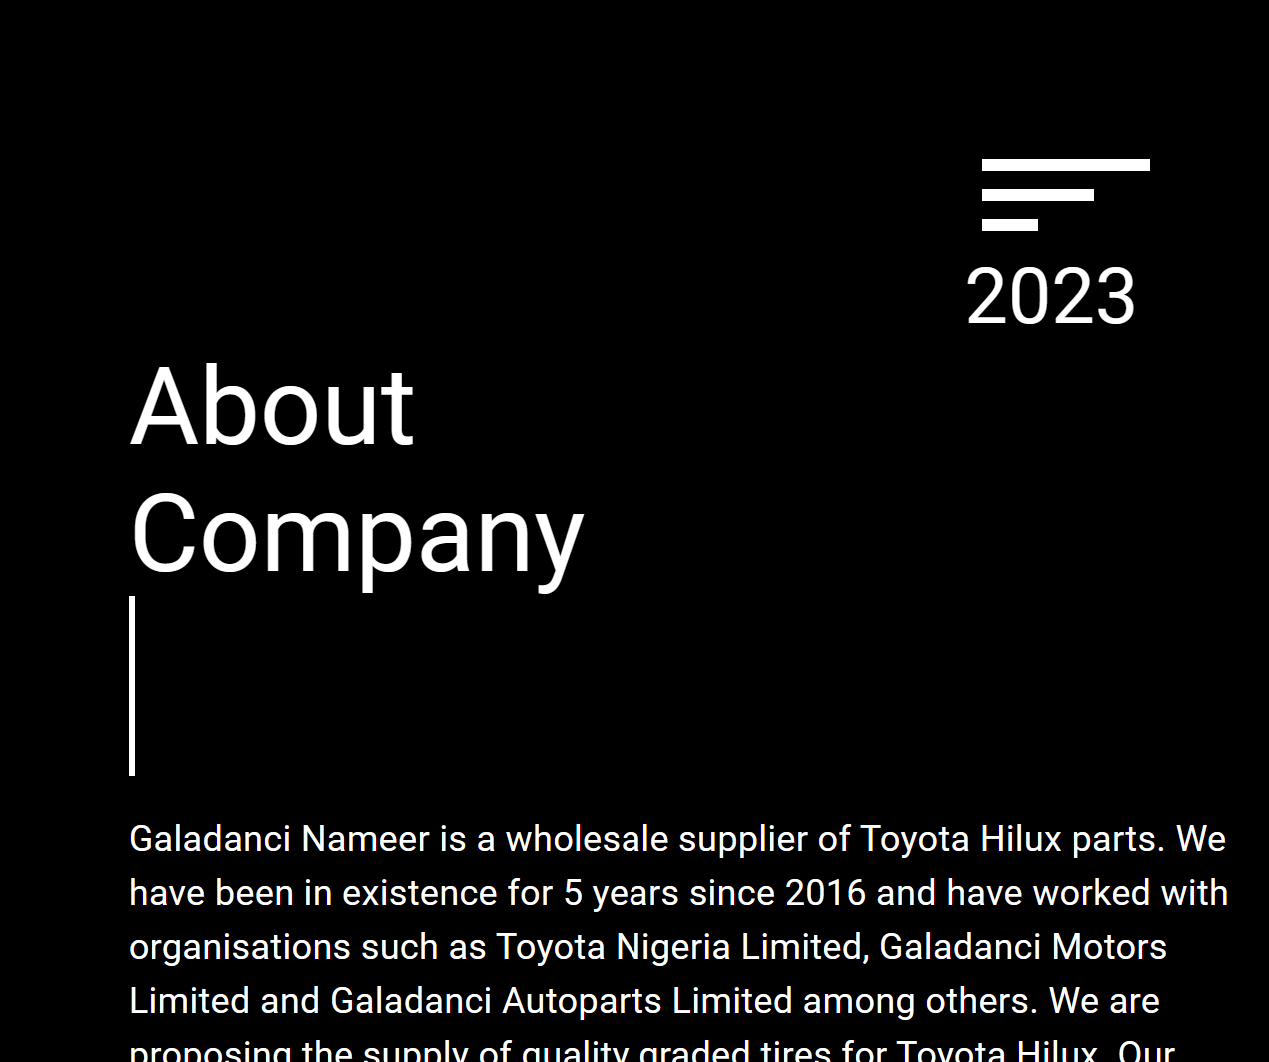 2023
About
Company
Galadanci Nameer is a wholesale supplier of Toyota Hilux parts. We
have been in existence for 5 years since 2016 and have worked with
organisations such as Toyota Nigeria Limited, Galadanci Motors
Limited and Galadanci Autoparts Limited among others. We are
proposing the supply of quality graded tires for Toyota Hilux. Our